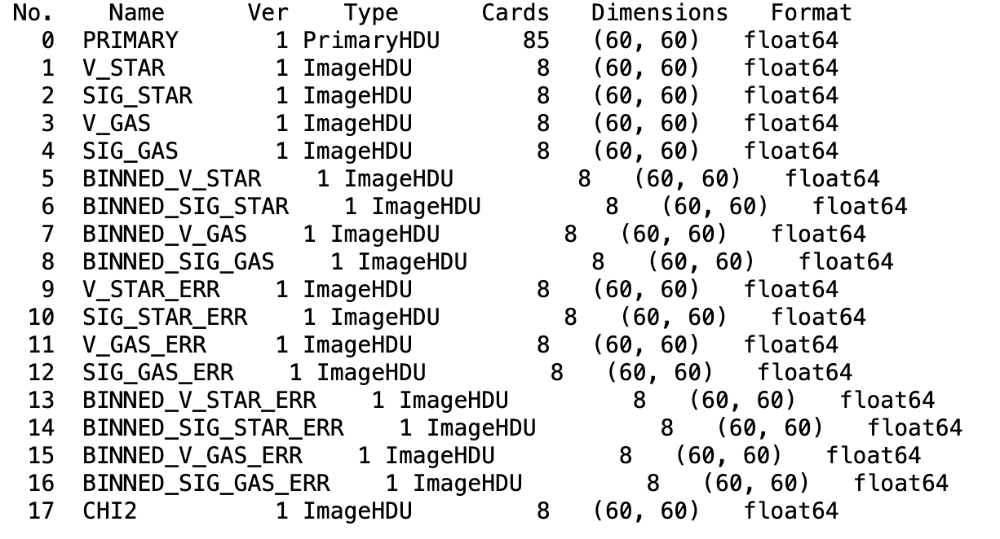 No.    Name      Ver    Type      Cards   Dimensions   Format
  0  PRIMARY       1 PrimaryHDU      85   (60, 60)   float64
  1  V_STAR        1 ImageHDU         8   (60, 60)   float64
  2  SIG_STAR      1 ImageHDU         8   (60, 60)   float64
  3  V_GAS         1 ImageHDU         8   (60, 60)   float64
  4  SIG_GAS       1 ImageHDU         8   (60, 60)   float64
  5  BINNED_V_STAR    1 ImageHDU         8   (60, 60)   float64
  6  BINNED_SIG_STAR    1 ImageHDU         8   (60, 60)   float64
  7  BINNED_V_GAS    1 ImageHDU         8   (60, 60)   float64
  8  BINNED_SIG_GAS    1 ImageHDU         8   (60, 60)   float64
  9  V_STAR_ERR    1 ImageHDU         8   (60, 60)   float64
 10  SIG_STAR_ERR    1 ImageHDU         8   (60, 60)   float64
 11  V_GAS_ERR     1 ImageHDU         8   (60, 60)   float64
 12  SIG_GAS_ERR    1 ImageHDU         8   (60, 60)   float64
 13  BINNED_V_STAR_ERR    1 ImageHDU         8   (60, 60)   float64
 14  BINNED_SIG_STAR_ERR    1 ImageHDU         8   (60, 60)   float64
 15  BINNED_V_GAS_ERR    1 ImageHDU         8   (60, 60)   float64
 16  BINNED_SIG_GAS_ERR    1 ImageHDU         8   (60, 60)   float64
 17  CHI2          1 ImageHDU         8   (60, 60)   float64